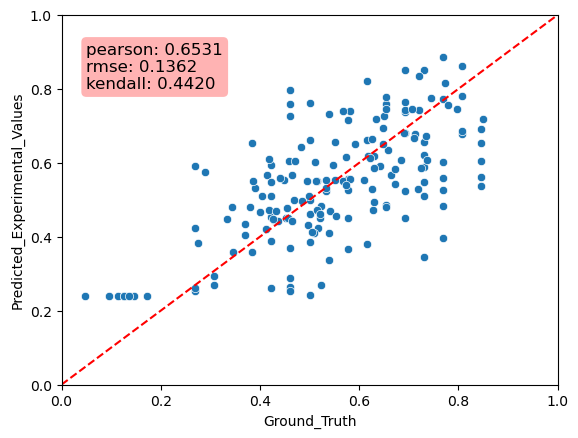 1.0
0.8
0.6
0.4
0.2
0.0
Predicted_Experimental_Values
pearson: 0.6531
rmse: 0.1362
kendall: 0.4420
0.0 0.2 0.4 0.6 0.8 1.0
Ground_Truth